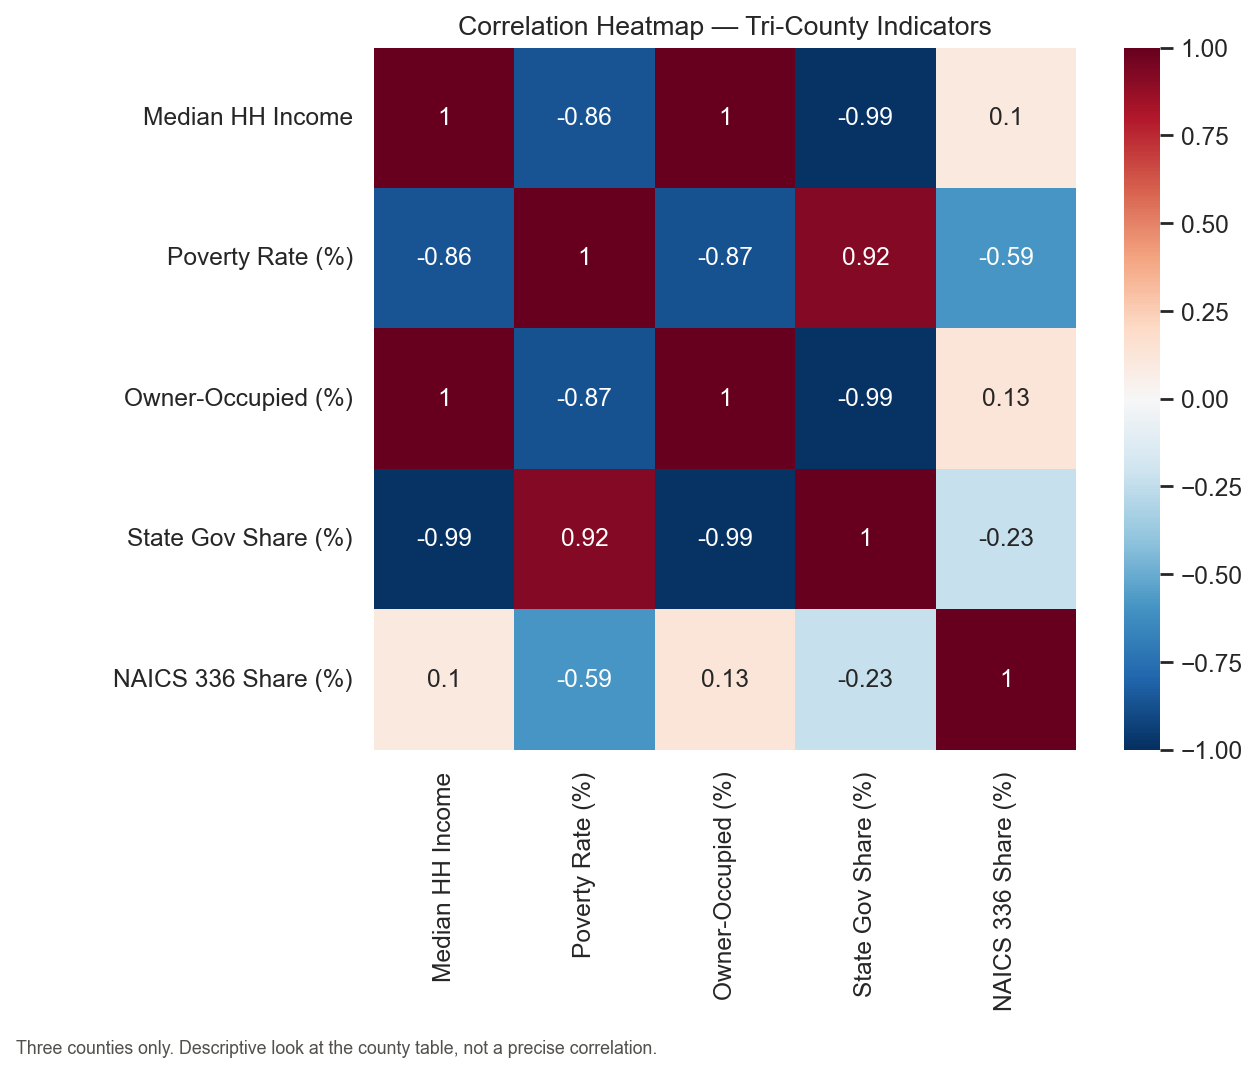 Correlation Heatmap — Tri-County Indicators
Median HH Income 1 -0.86 1 -0.99 0.1
Poverty Rate (%) -0.86 1 -0.87 0.92 -0.59
Owner-Occupied (%) 1 -0.87 1 -0.99 0.13
State Gov Share (%) -0.99 0.92 -0.99 1 -0.23
NAICS 336 Share (%) 0.1 -0.59 0.13 -0.23 1
Median HH Income
Poverty Rate (%)
Owner-Occupied (%)
State Gov Share (%)
NAICS 336 Share (%)
1.00
0.75
0.50
0.25
0.00
−0.25
−0.50
−0.75
−1.00
Three counties only. Descriptive look at the county table, not a precise correlation.